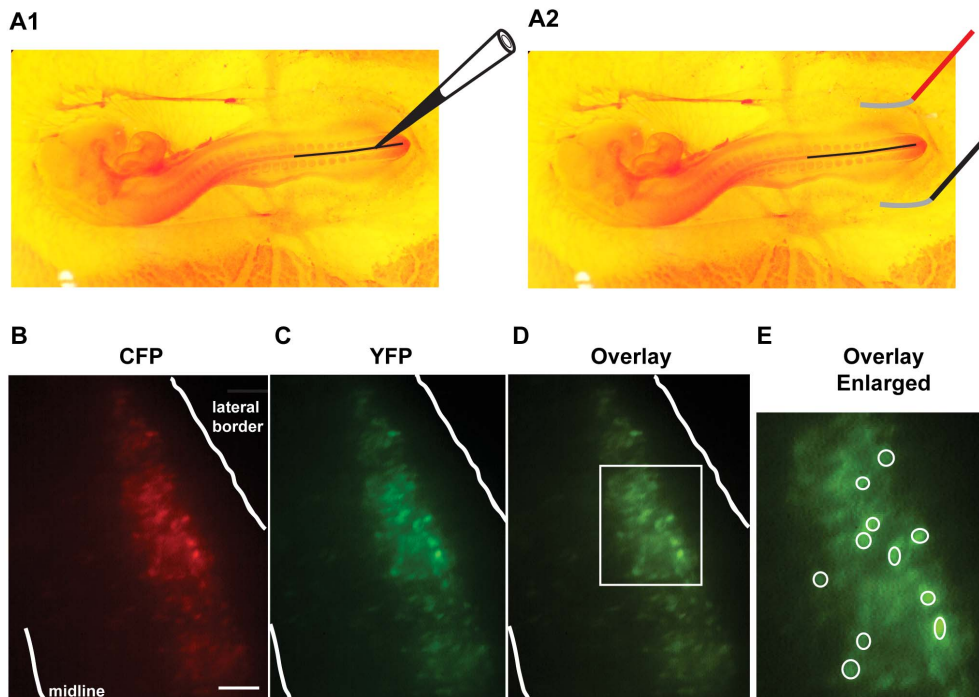 A1
A2
B
CFP
C
YFP
D
Overlay
E
Overlay
Enlarged
lateral
border
midline